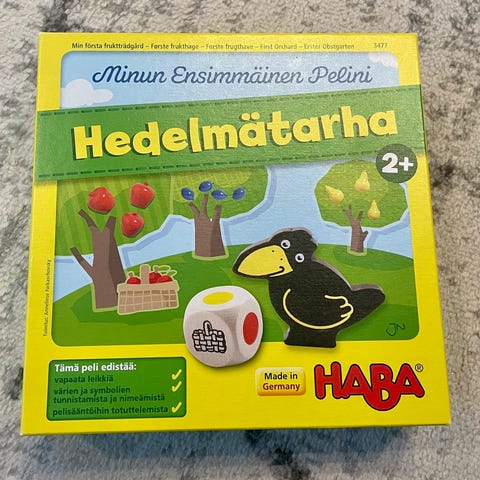 Min första fruktträdgård - Første frukthage - Første frugthave - First Orchard - Erster Obstgarten
3477
Minun Ensimmäinen Pelini
Hedelmätarha
2+
Tämä peli edistää:
vapaata leikkiä
värien ja symbolien
tunnistamista ja nimeämistä
pelisääntöihin totuttelemista
Made in
Germany
HABA®